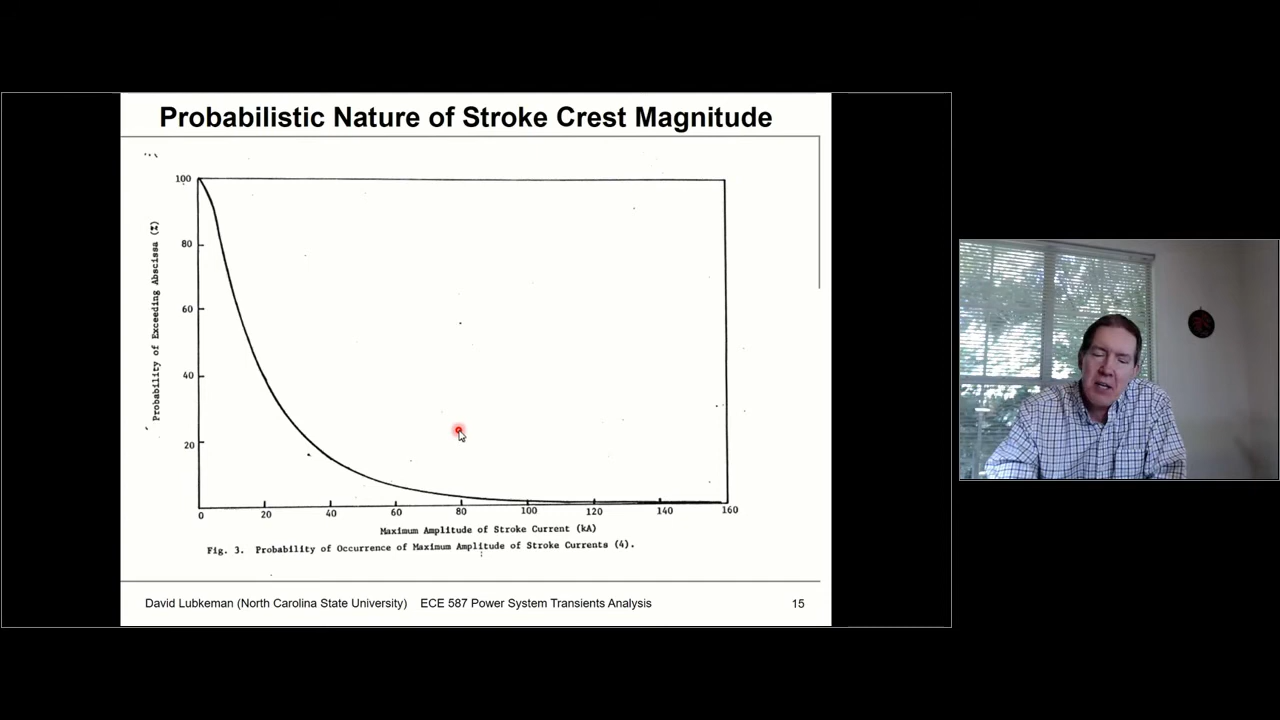 Probabilistic Nature of Stroke Crest Magnitude
100
80
60
40
20
Probability of Exceeding Abscissa (%)
0 20 40 60 80 100 120 140 160
Maximum Amplitude of Stroke Current (kA)
Fig. 3. Probability of Occurrence of Maximum Amplitude of Stroke Currents (4).
David Lubkeman (North Carolina State University) ECE 587 Power System Transients Analysis 15